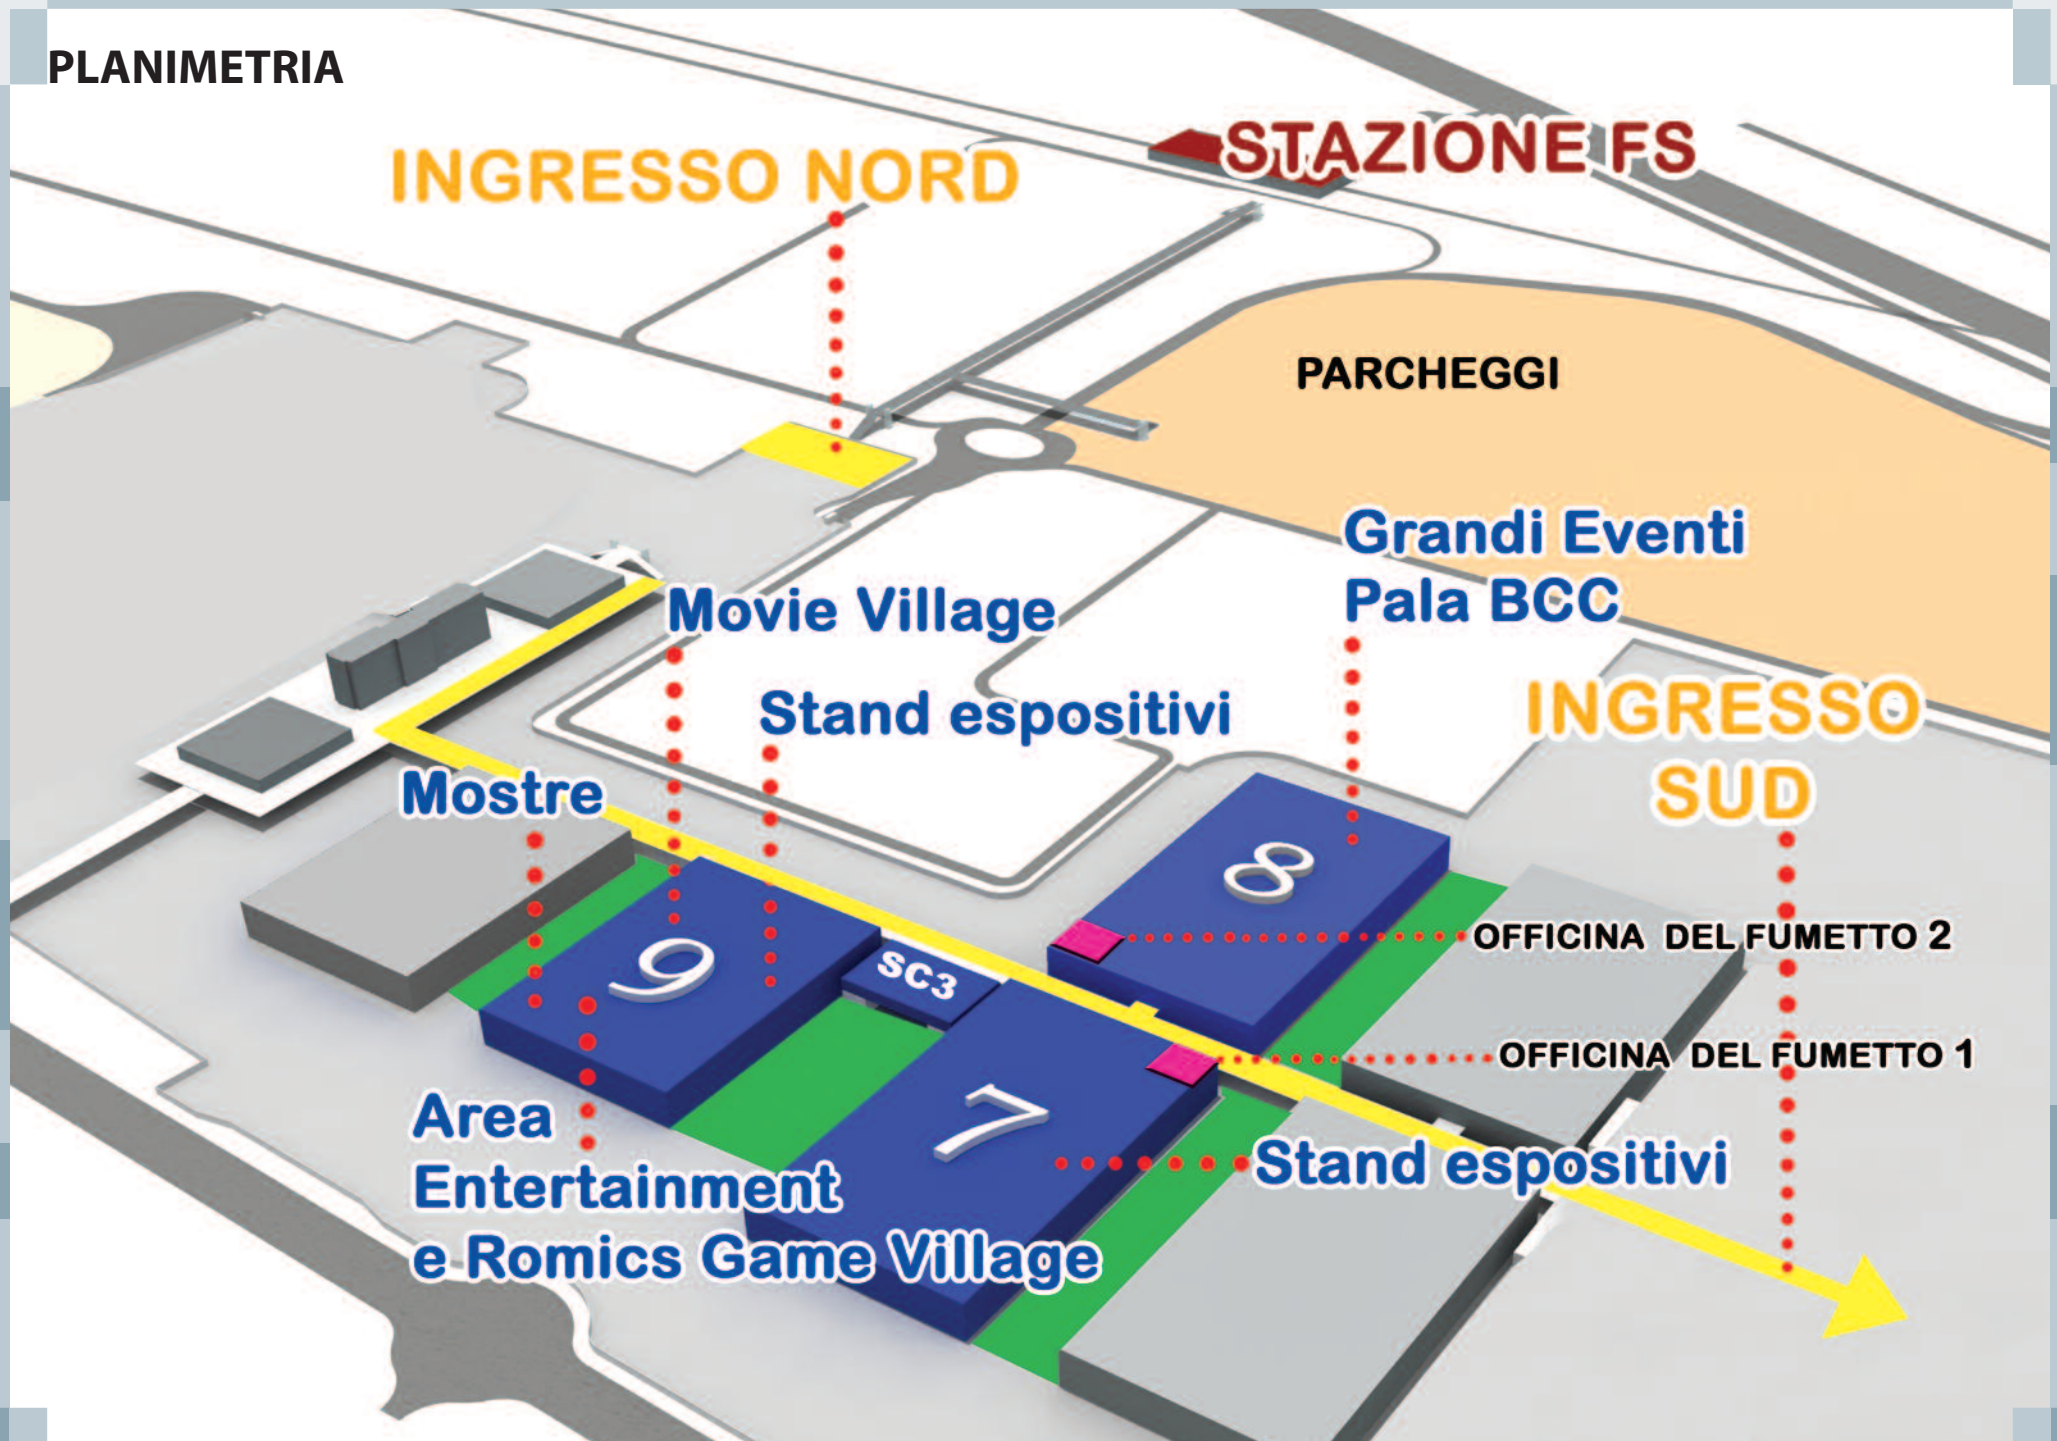 PLANIMETRIA
INGRESSO NORD
STAZIONE FS
PARCHEGGI
Grandi Eventi
Pala BCC
Movie Village
Stand espositivi
INGRESSO
SUD
Mostre
8
9
SC3
OFFICINA DEL FUMETTO 2
OFFICINA DEL FUMETTO 1
7
Stand espositivi
Area
Entertainment
e Romics Game Village